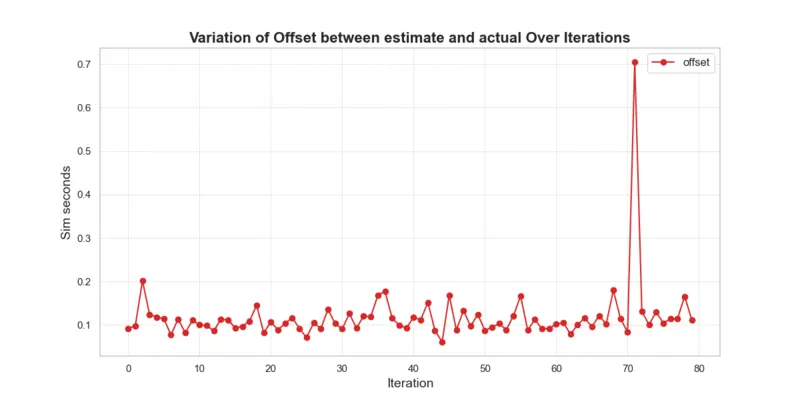 Variation of Offset between estimate and actual Over Iterations
offset
0.7
0.6
0.5
0.4
0.3
0.2
0.1
Sim seconds
0 10 20 30 40 50 60 70 80
Iteration